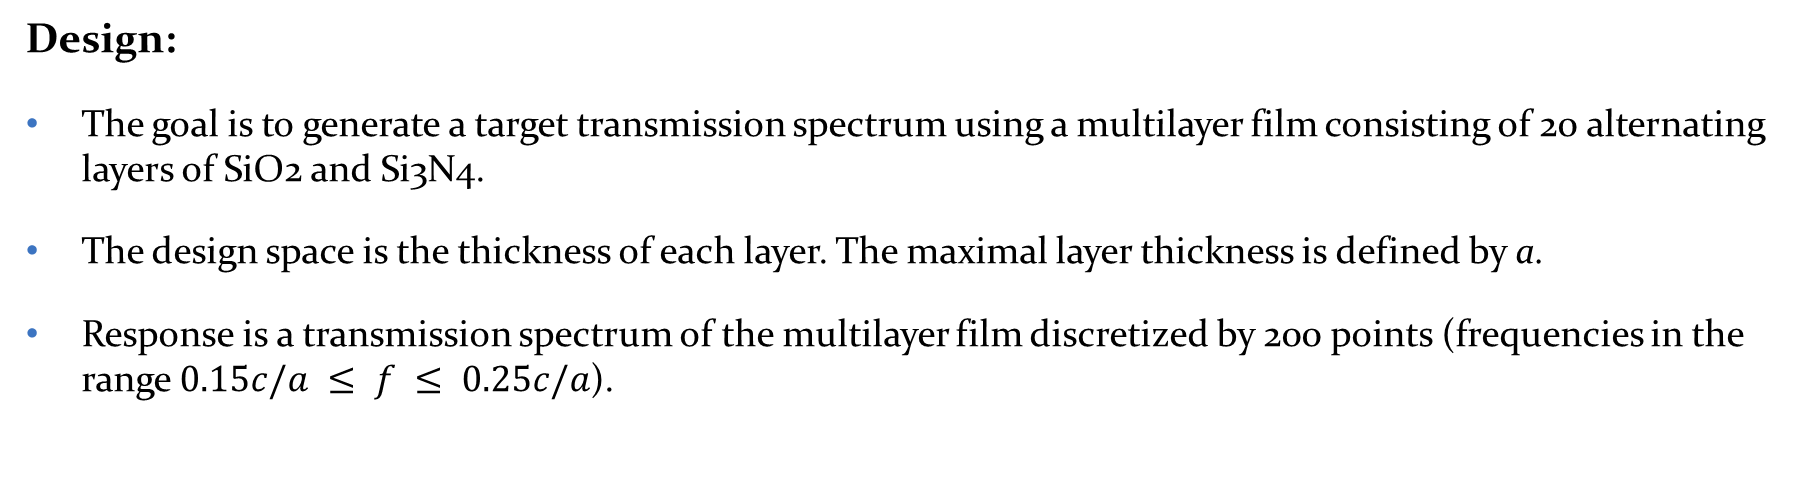 Design:
• The goal is to generate a target transmission spectrum using a multilayer film consisting of 20 alternating
layers of SiO2 and Si3N4.
• The design space is the thickness of each layer. The maximal layer thickness is defined by a.
• Response is a transmission spectrum of the multilayer film discretized by 200 points (frequencies in the
range 0.15c/a ≤ f ≤ 0.25c/a).